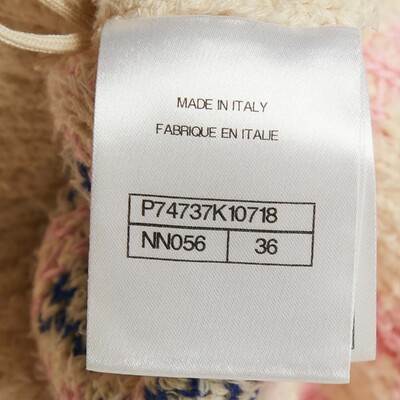 MADE IN ITALY
FABRIQUE EN ITALIE
P74737K10718
NN056 36